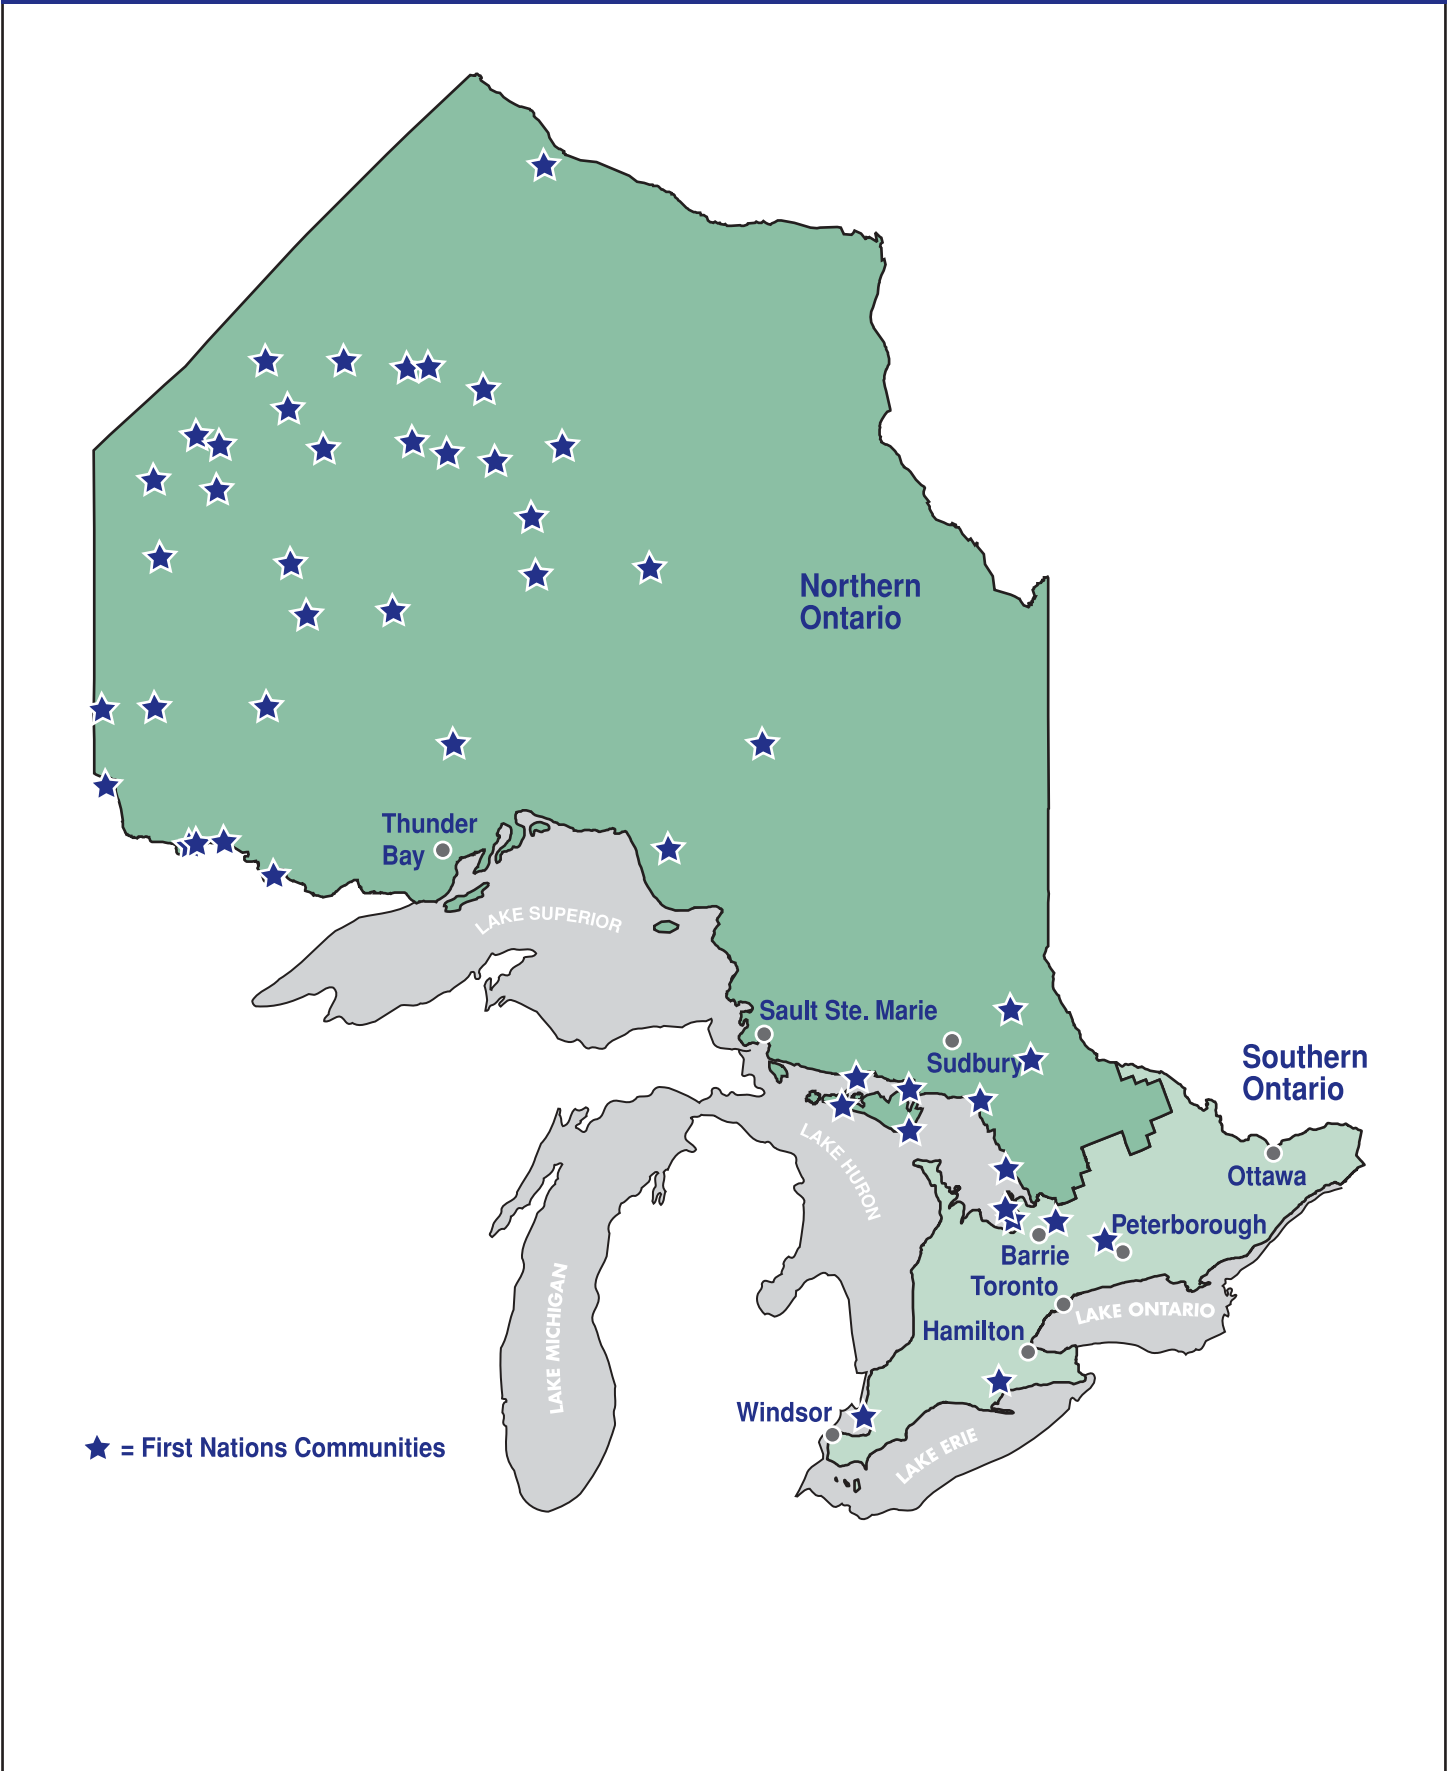 Northern
Ontario
Thunder
Bay
LAKE SUPERIOR
Sault Ste. Marie
Sudbury
Southern
Ontario
LAKE HURON
Ottawa
Peterborough
Barrie
Toronto
LAKE ONTARIO
LAKE MICHIGAN
Hamilton
Windsor
LAKE ERIE
= First Nations Communities